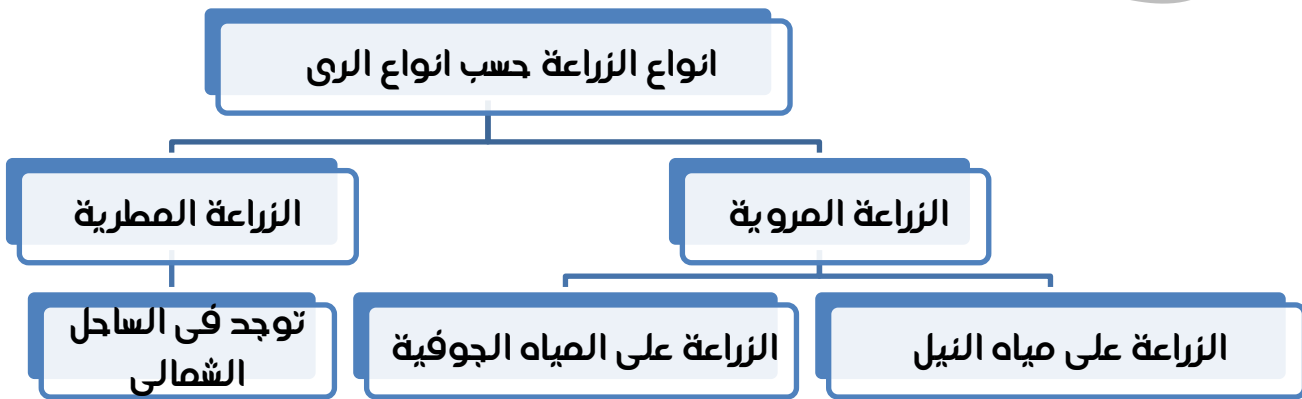 انواع الزراعة حسب انواع الرى
الزراعة المروية
الزراعة المطرية
الزراعة على مياه النيل
الزراعة على المياه الجوفية
توجد فى الساحل
الشمالى